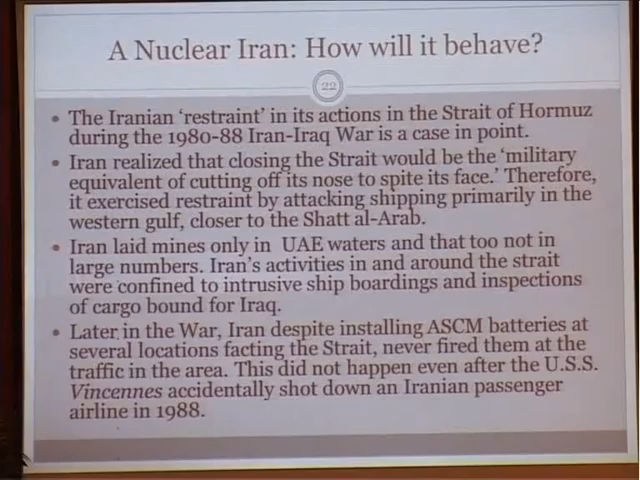 A Nuclear Iran: How will it behave?
22
• The Iranian ‘restraint’ in its actions in the Strait of Hormuz
during the 1980-88 Iran-Iraq War is a case in point.
• Iran realized that closing the Strait would be the ‘military
equivalent of cutting off its nose to spite its face.’ Therefore,
it exercised restraint by attacking shipping primarily in the
western gulf, closer to the Shatt al-Arab.
• Iran laid mines only in UAE waters and that too not in
large numbers. Iran’s activities in and around the strait
were confined to intrusive ship boardings and inspections
of cargo bound for Iraq.
• Later in the War, Iran despite installing ASCM batteries at
several locations facting the Strait, never fired them at the
traffic in the area. This did not happen even after the U.S.S.
Vincennes accidentally shot down an Iranian passenger
airline in 1988.